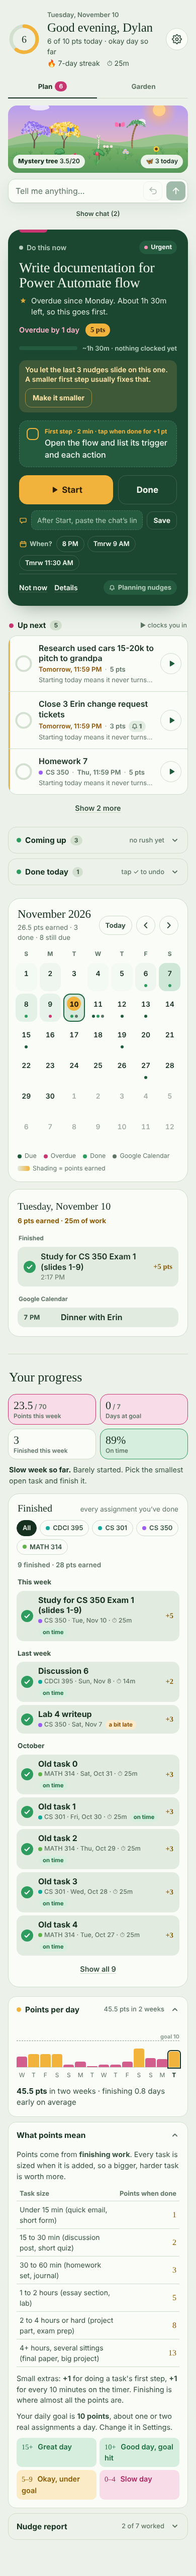 6
Tuesday, November 10
Good evening, Dylan
6 of 10 pts today · okay day so
far
🔥 7-day streak ⏱ 25m
Plan 6
Garden
Mystery tree 3.5/20
🦋 3 today
Tell me anything...
Show chat (2)
Do this now
Urgent
Write documentation for
Power Automate flow
★ Overdue since Monday. About 1h 30m
left, so this goes first.
Overdue by 1 day
5 pts
~1h 30m · nothing clocked yet
You let the last 3 nudges slide on this one.
A smaller first step usually fixes that.
Make it smaller
First step · 2 min · tap when done for +1 pt
Open the flow and list its trigger
and each action
▶ Start
Done
After Start, paste the chat's lin
Save
When?
8 PM
Tmrw 9 AM
Tmrw 11:30 AM
Not now
Details
Planning nudges
Up next 5
▶ clocks you in
Research used cars 15-20k to
pitch to grandpa
Tomorrow, 11:59 PM · 5 pts
Starting today means it never turns...
Close 3 Erin change request
tickets
Tomorrow, 11:59 PM · 3 pts 1
Starting today means it never turns...
Homework 7
CS 350 · Thu, 11:59 PM · 5 pts
Starting today means it never turns...
Show 2 more
Coming up 3
no rush yet
Done today 1
tap ✓ to undo
November 2026
26.5 pts earned · 3
done · 8 still due
Today
S M T W T F S
1 2 3 4 5 6 7
8 9 10 11 12 13 14
15 16 17 18 19 20 21
22 23 24 25 26 27 28
29 30 1 2 3 4 5
6 7 8 9 10 11 12
Due
Overdue
Done
Google Calendar
Shading = points earned
Tuesday, November 10
6 pts earned · 25m of work
Finished
Study for CS 350 Exam 1
(slides 1-9)
2:17 PM
+5 pts
Google Calendar
7 PM
Dinner with Erin
Your progress
23.5 / 70
Points this week
0 / 7
Days at goal
3
Finished this week
89%
On time
Slow week so far. Barely started. Pick the smallest
open task and finish it.
Finished
every assignment you've done
All
CDCI 395
CS 301
CS 350
MATH 314
9 finished · 28 pts earned
This week
Study for CS 350 Exam 1
(slides 1-9)
CS 350 · Tue, Nov 10 · ⏱ 25m
on time
+5
Last week
Discussion 6
CDCI 395 · Sun, Nov 8 · ⏱ 14m
on time
+2
Lab 4 writeup
CS 350 · Sat, Nov 7
a bit late
+3
October
Old task 0
MATH 314 · Sat, Oct 31 · ⏱ 25m
on time
+3
Old task 1
CS 301 · Fri, Oct 30 · ⏱ 25m
on time
+3
Old task 2
MATH 314 · Thu, Oct 29 · ⏱ 25m
on time
+3
Old task 3
CS 301 · Wed, Oct 28 · ⏱ 25m
on time
+3
Old task 4
MATH 314 · Tue, Oct 27 · ⏱ 25m
on time
+3
Show all 9
Points per day
45.5 pts in 2 weeks
goal 10
W T F S S M T W T F S S M T
45.5 pts in two weeks · finishing 0.8 days
early on average
What points mean
Points come from finishing work. Every task is
sized when it is added, so a bigger, harder task
is worth more.
Task size
Points when done
Under 15 min (quick email,
short form)
1
15 to 30 min (discussion
post, short quiz)
2
30 to 60 min (homework
set, journal)
3
1 to 2 hours (essay section,
lab)
5
2 to 4 hours or hard (project
part, exam prep)
8
4+ hours, several sittings
(final paper, big project)
13
Small extras: +1 for doing a task's first step, +1
for every 10 minutes on the timer. Finishing is
where almost all the points are.
Your daily goal is 10 points, about one or two
real assignments a day. Change it in Settings.
15+ Great day
10+ Good day, goal
hit
5–9 Okay, under
goal
0–4 Slow day
Nudge report
2 of 7 worked